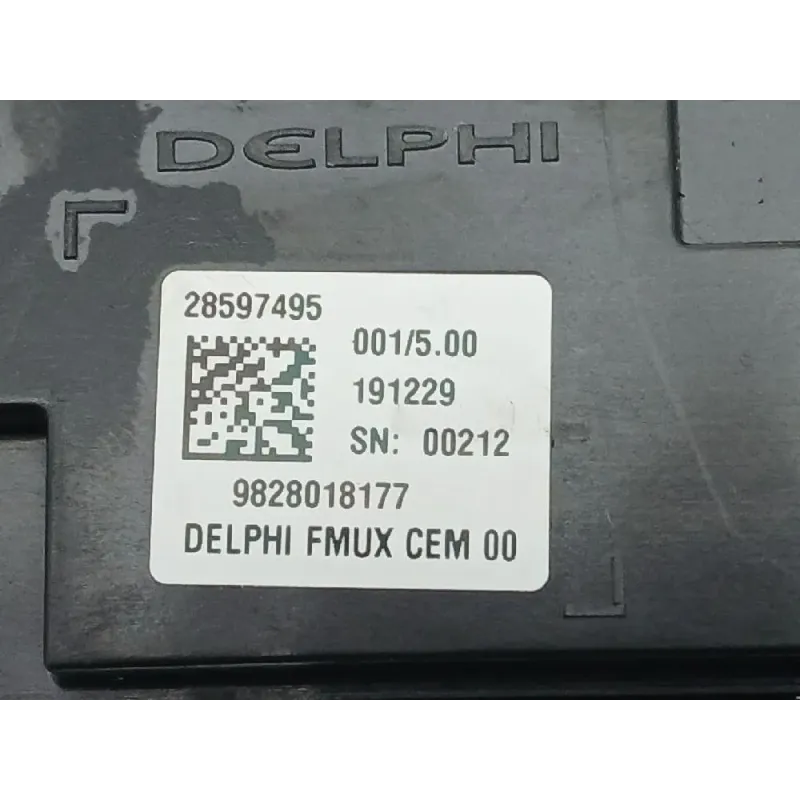 DELPHI
28597495
001/5.00
191229
SN: 00212
9828018177
DELPHI FMUX CEM 00